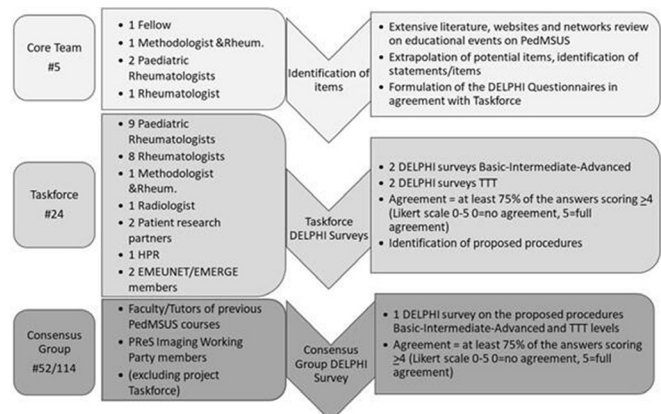 Core Team
#5
• 1 Fellow
• 1 Methodologist &Rheum.
• 2 Paediatric
Rheumatologists
• 1 Rheumatologist
Identification of
items
• Extensive literature, websites and networks review
on educational events on PedMSUS
• Extrapolation of potential items, identification of
statements/items
• Formulation of the DELPHI Questionnaires in
agreement with Taskforce
Taskforce
#24
• 9 Paediatric
Rheumatologists
• 8 Rheumatologists
• 1 Methodologist
&Rheum.
• 1 Radiologist
• 2 Patient research
partners
• 1 HPR
• 2 EMEUNET/EMERGE
members
Taskforce
DELPHI Surveys
• 2 DELPHI surveys Basic-Intermediate-Advanced
• 2 DELPHI surveys TTT
• Agreement = at least 75% of the answers scoring ≥4
(Likert scale 0-5 0=no agreement, 5=full
agreement)
• Identification of proposed procedures
Consensus
Group
#52/114
• Faculty/Tutors of previous
PedMSUS courses
• PReS Imaging Working
Party members
• (excluding project
Taskforce)
Consensus
Group DELPHI
Survey
• 1 DELPHI survey on the proposed procedures
Basic-Intermediate-Advanced and TTT levels
• Agreement = at least 75% of the answers scoring
≥4 (Likert scale 0-5 0=no agreement, 5=full
agreement)